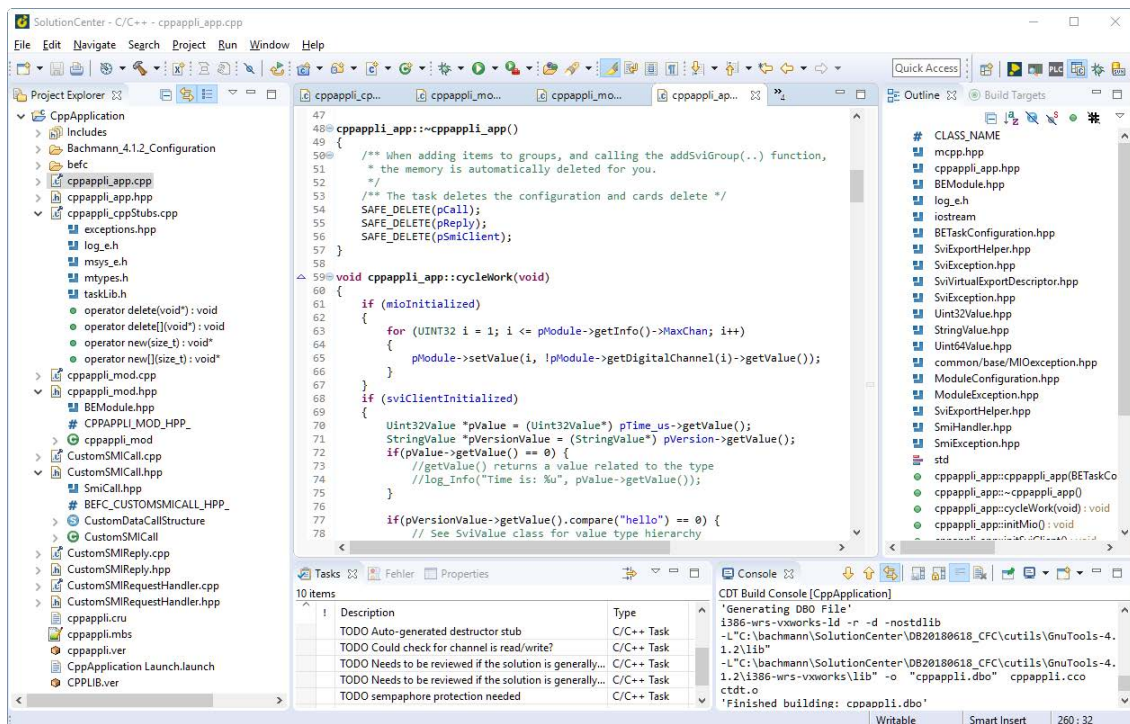 SolutionCenter - C/C++ - cppappli_app.cpp
File Edit Navigate Search Project Run Window Help
Quick Access
PLC
Project Explorer
CppApplication
Includes
Bachmann_4.1.2_Configuration
befc
cppappli_app.cpp
cppappli_app.hpp
cppappli_cppStubs.cpp
exceptions.hpp
log_e.h
msys_e.h
mtypes.h
taskLib.h
operator delete(void*) : void
operator delete[](void*) : void
operator new(size_t) : void*
operator new[](size_t) : void*
cppappli_mod.cpp
cppappli_mod.hpp
BEModule.hpp
# CPPAPPLI_MOD_HPP_
cppappli_mod
CustomSMICall.cpp
CustomSMICall.hpp
SmiCall.hpp
# BEFC_CUSTOMSMICALL_HPP_
CustomDataCallStructure
CustomSMICall
CustomSMIReply.cpp
CustomSMIReply.hpp
CustomSMIRequestHandler.cpp
CustomSMIRequestHandler.hpp
cppappli.cru
cppappli.mbs
cppappli.ver
CppApplication Launch.launch
CPPLIB.ver
cppappli_cp... cppappli_mo... cppappli_mo... cppappli_ap... »4
47
48 cppappli_app::~cppappli_app()
49 {
50 /** When adding items to groups, and calling the addSviGroup(..) function,
51 * the memory is automatically deleted for you.
52 */
53 /** The task deletes the configuration and cards delete */
54 SAFE_DELETE(pCall);
55 SAFE_DELETE(pReply);
56 SAFE_DELETE(pSmiClient);
57 }
58
59 void cppappli_app::cycleWork(void)
60 {
61 if (mioInitialized)
62 {
63 for (UINT32 i = 1; i <= pModule->getInfo()->MaxChan; i++)
64 {
65 pModule->setValue(i, !pModule->getDigitalChannel(i)->getValue());
66 }
67 }
68 if (sviClientInitialized)
69 {
70 Uint32Value *pValue = (Uint32Value*) pTime_us->getValue();
71 StringValue *pVersionValue = (StringValue*) pVersion->getValue();
72 if(pValue->getValue() == 0) {
73 //getValue() returns a value related to the type
74 //log_Info("Time is: %u", pValue->getValue());
75 }
76
77 if(pVersionValue->getValue().compare("hello") == 0) {
78 // See SviValue class for value type hierarchy
Outline Build Targets
# CLASS_NAME
mcpp.hpp
cppappli_app.hpp
BEModule.hpp
log_e.h
iostream
BETaskConfiguration.hpp
SviExportHelper.hpp
SviException.hpp
SviVirtualExportDescriptor.hpp
SviException.hpp
Uint32Value.hpp
StringValue.hpp
Uint64Value.hpp
common/base/MIOexception.hpp
ModuleConfiguration.hpp
ModuleException.hpp
SviExportHelper.hpp
SmiHandler.hpp
SmiException.hpp
std
cppappli_app::cppappli_app(BETaskCo
cppappli_app::~cppappli_app()
cppappli_app::cycleWork(void) : void
cppappli_app::initMio() : void
Tasks Fehler Properties
10 items
! Description Type
TODO Auto-generated destructor stub C/C++ Task
TODO Could check for channel is read/write? C/C++ Task
TODO Needs to be reviewed if the solution is generally... C/C++ Task
TODO Needs to be reviewed if the solution is generally... C/C++ Task
TODO sempaphore protection needed C/C++ Task
Console
CDT Build Console [CppApplication]
'Generating DBO File'
i386-wrs-vxworks-ld -r -d -nostdlib
-L"C:\bachmann\SolutionCenter\DB20180618_CFC\cutils\GnuTools-4.
1.2\lib"
-L"C:\bachmann\SolutionCenter\DB20180618_CFC\cutils\GnuTools-4.
1.2\i386-wrs-vxworks\lib" -o "cppappli.dbo" cppappli.cco
ctdt.o
'Finished building: cppappli.dbo'
Writable Smart Insert 260 : 32